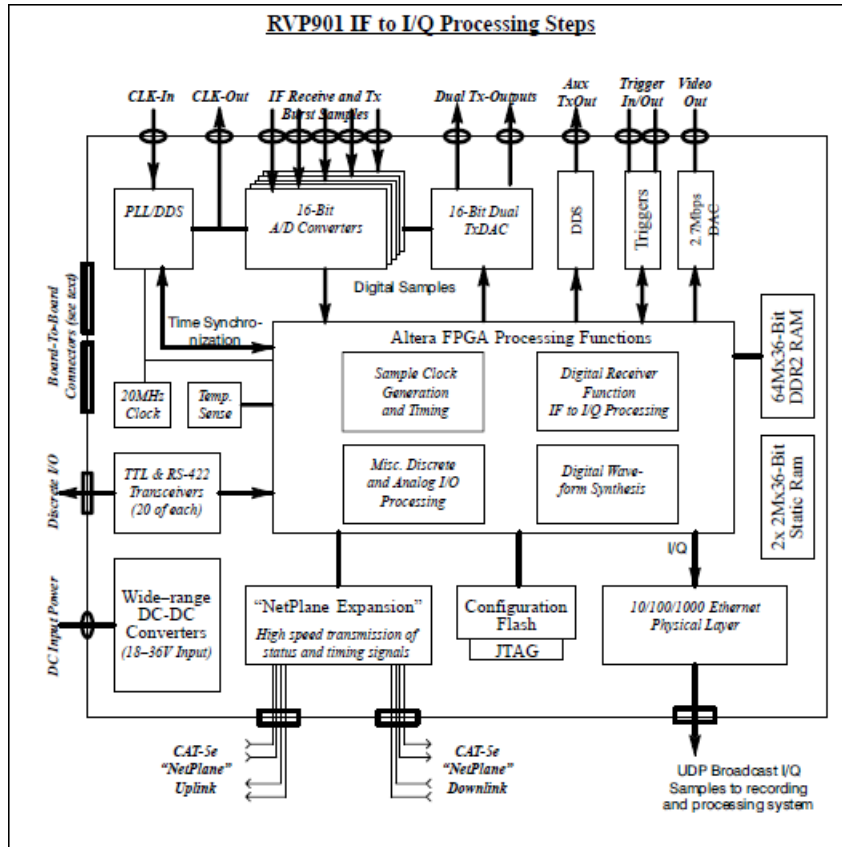 RVP901 IF to I/Q Processing Steps
CLK-In
CLK-Out
IF Receive and Tx
Burst Samples
Dual Tx-Outputs
Aux
TxOut
Trigger
In/Out
Video
Out
PLL/DDS
16-Bit
A/D Converters
16-Bit Dual
TxDAC
DDS
Triggers
2.7Mbps
DAC
Digital Samples
Time Synchro-
nization
Board-To-Board
Connectors (see text)
20MHz
Clock
Temp.
Sense
Altera FPGA Processing Functions
Sample Clock
Generation
and Timing
Digital Receiver
Function
IF to I/Q Processing
Misc. Discrete
and Analog I/O
Processing
Digital Wave-
form Synthesis
64Mx36-Bit
DDR2 RAM
2x 2Mx36-Bit
Static Ram
Discrete I/O
TTL & RS-422
Transceivers
(20 of each)
I/Q
DC Input Power
Wide–range
DC-DC
Converters
(18–36V Input)
“NetPlane Expansion”
High speed transmission of
status and timing signals
Configuration
Flash
JTAG
10/100/1000 Ethernet
Physical Layer
CAT-5e
“NetPlane”
Uplink
CAT-5e
“NetPlane”
Downlink
UDP Broadcast I/Q
Samples to recording
and processing system